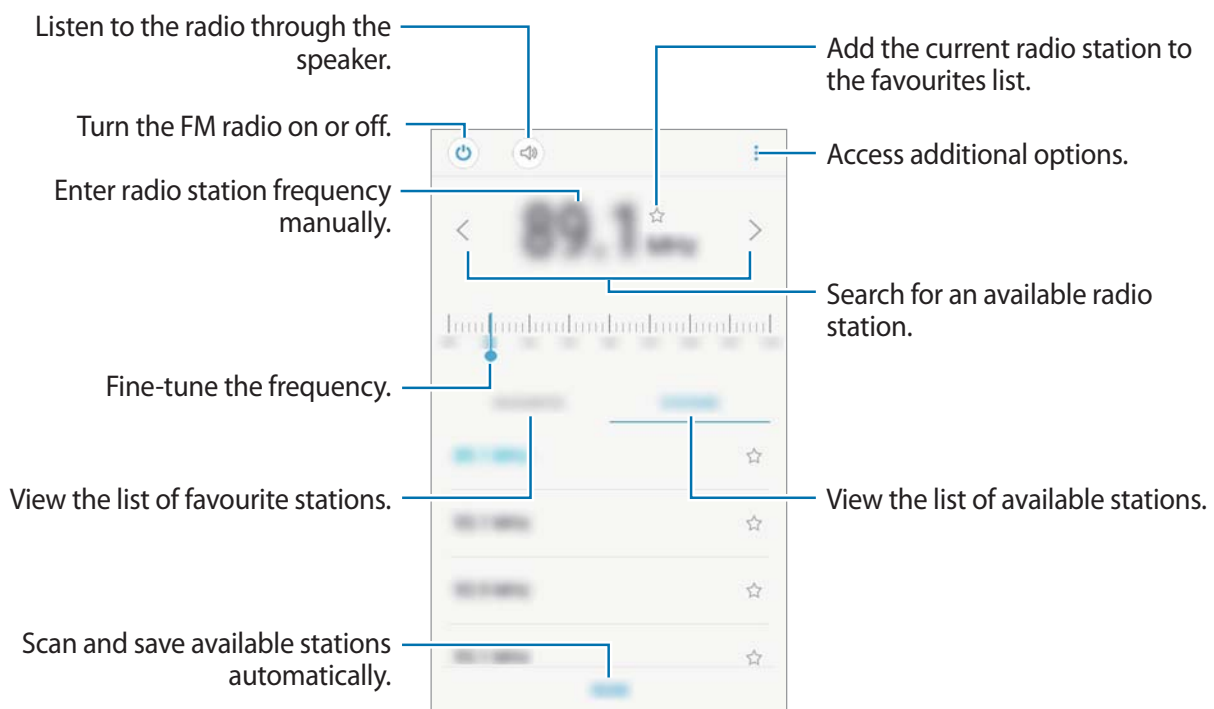 Listen to the radio through the
speaker.
Add the current radio station to
the favourites list.
Turn the FM radio on or off.
Access additional options.
Enter radio station frequency
manually.
89.1
Search for an available radio
station.
Fine-tune the frequency.
View the list of favourite stations.
View the list of available stations.
Scan and save available stations
automatically.